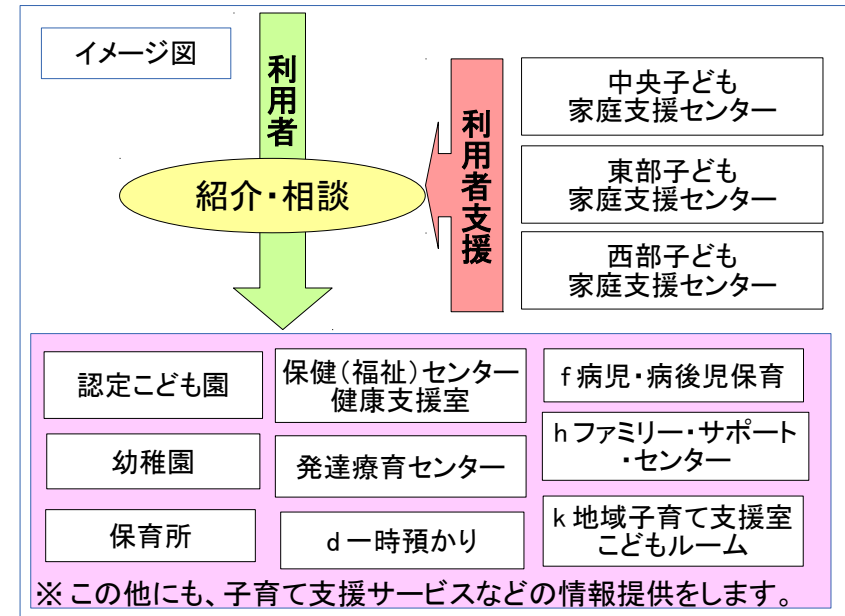 イメージ図
利用者
紹介・相談
利用者支援
中央子ども
家庭支援センター
東部子ども
家庭支援センター
西部子ども
家庭支援センター
認定こども園
幼稚園
保育所
保健(福祉)センター
健康支援室
発達療育センター
d 一時預かり
f 病児・病後児保育
h ファミリー・サポート
・センター
k 地域子育て支援室
こどもルーム
※この他にも、子育て支援サービスなどの情報提供をします。